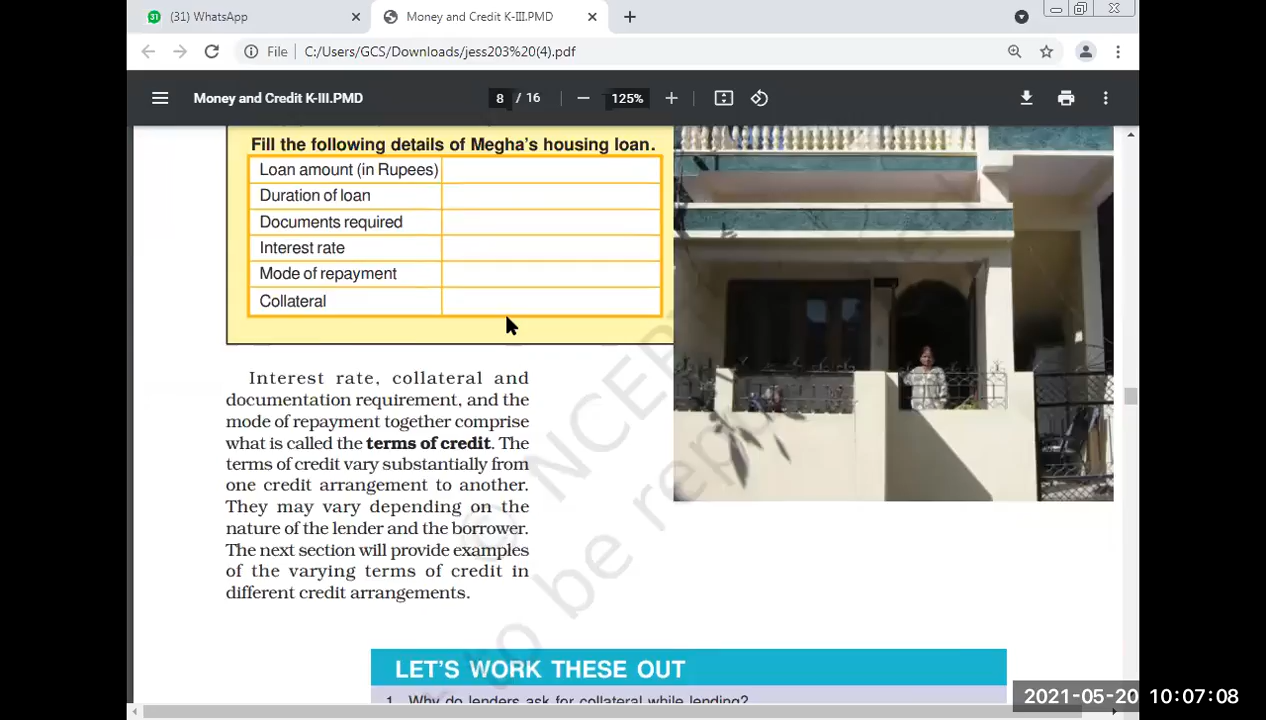 (31) WhatsApp
Money and Credit K-III.PMD
File C:/Users/GCS/Downloads/jess203%20(4).pdf
Money and Credit K-III.PMD
8 / 16
125%
Fill the following details of Megha's housing loan.
Loan amount (in Rupees)
Duration of loan
Documents required
Interest rate
Mode of repayment
Collateral
Interest rate, collateral and
documentation requirement, and the
mode of repayment together comprise
what is called the terms of credit. The
terms of credit vary substantially from
one credit arrangement to another.
They may vary depending on the
nature of the lender and the borrower.
The next section will provide examples
of the varying terms of credit in
different credit arrangements.
LET'S WORK THESE OUT
1. Why do lenders ask for collateral while lending?
2021-05-20 10:07:08